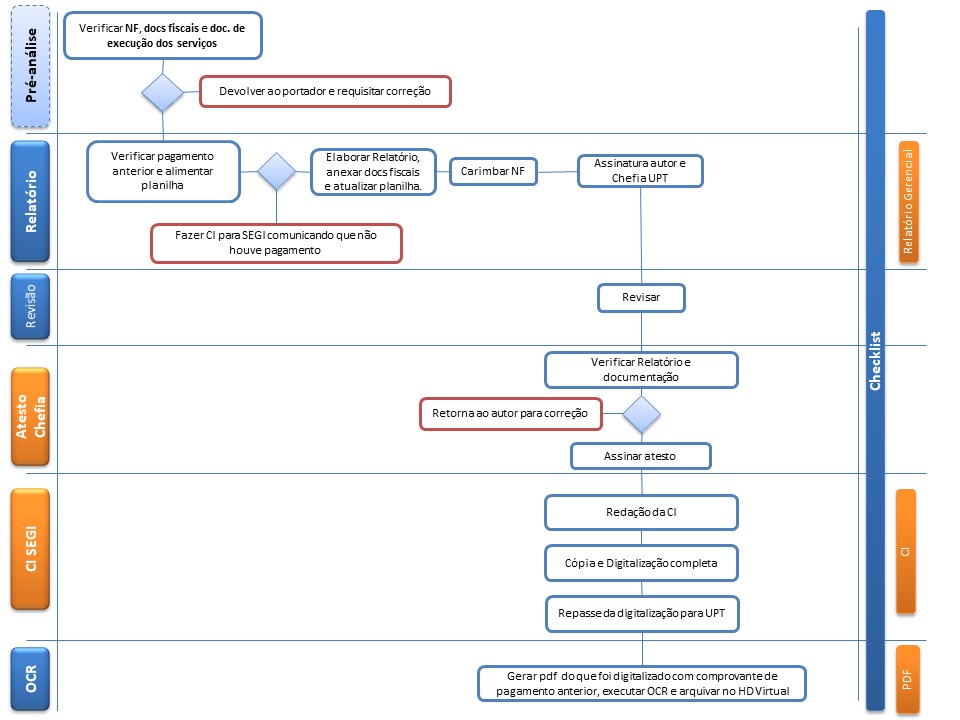 Pré-análise
Verificar NF, docs fiscais e doc. de
execução dos serviços
Devolver ao portador e requisitar correção
Relatório
Verificar pagamento
anterior e alimentar
planilha
Elaborar Relatório,
anexar docs fiscais
e atualizar planilha.
Carimbar NF
Assinatura autor e
Chefia UPT
Relatório Gerencial
Fazer CI para SEGI comunicando que não
houve pagamento
Revisão
Revisar
Checklist
Atesto
Chefia
Verificar Relatório e
documentação
Retorna ao autor para correção
Assinar atesto
CI SEGI
Redação da CI
Cópia e Digitalização completa
Repasse da digitalização para UPT
CI
OCR
Gerar pdf do que foi digitalizado com comprovante de
pagamento anterior, executar OCR e arquivar no HD Virtual
PDF